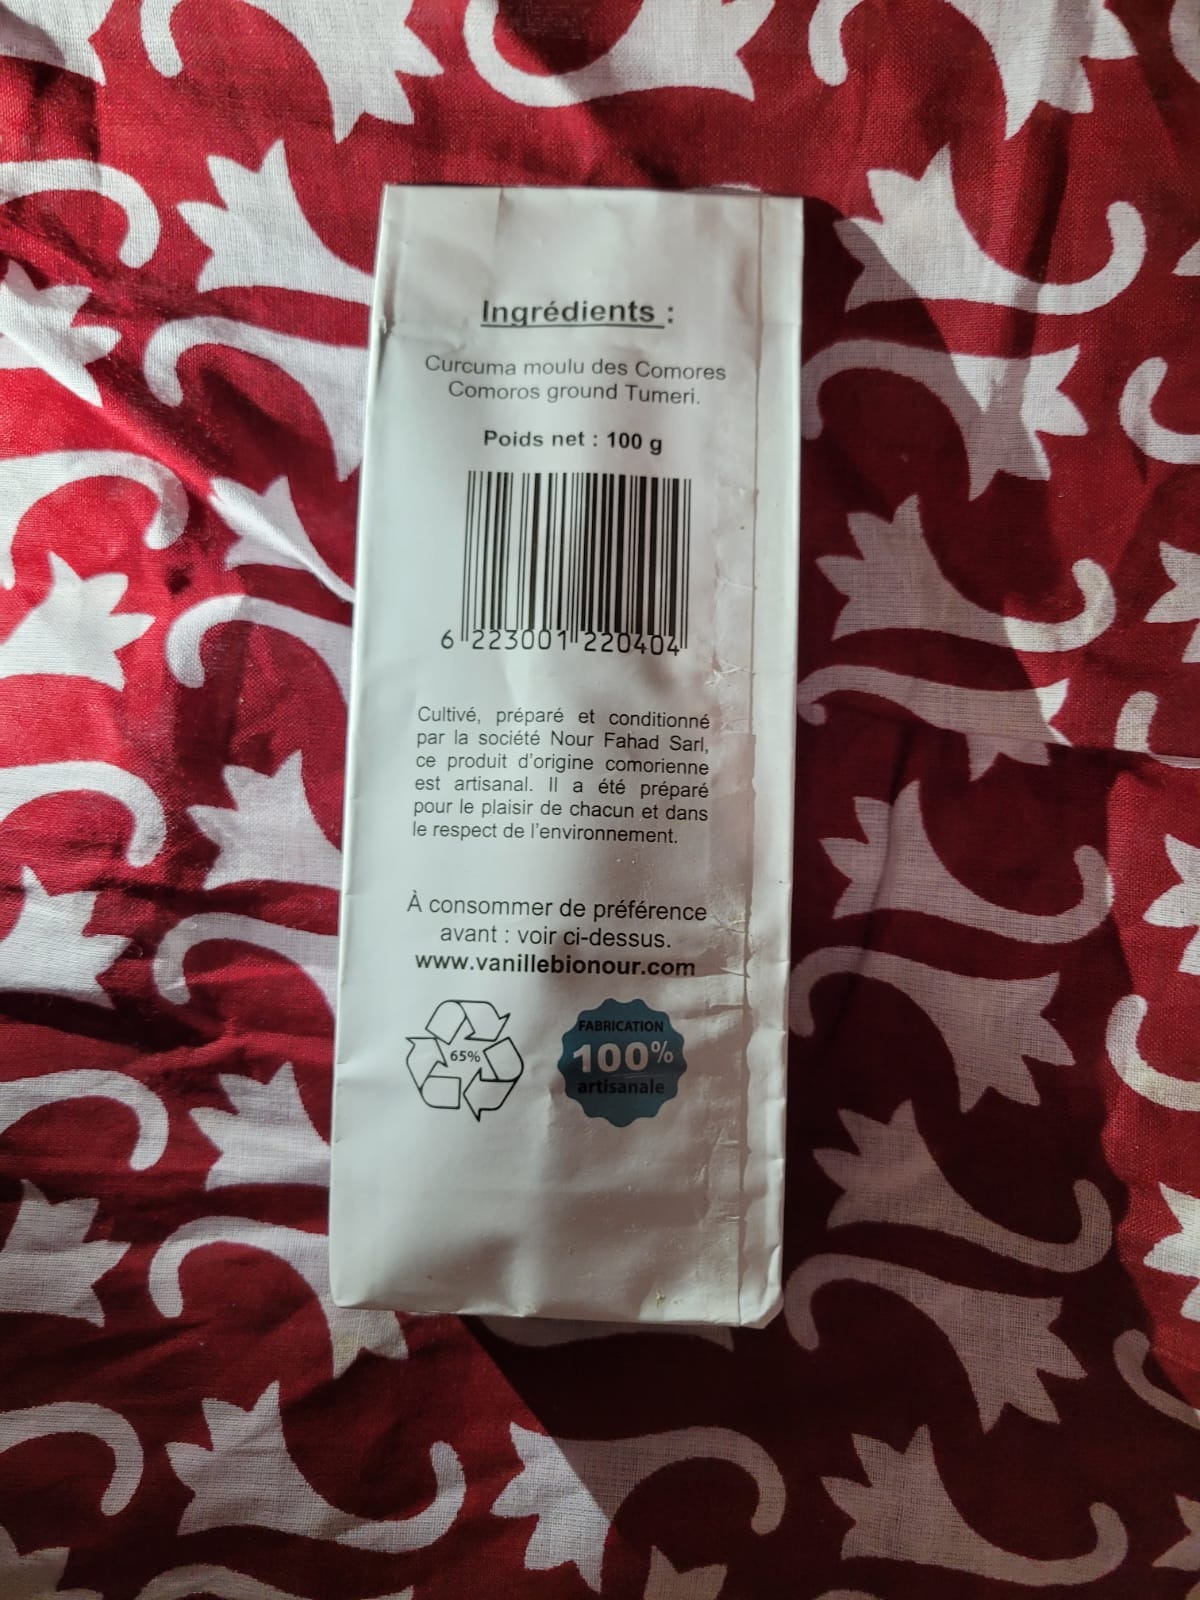 Ingrédients :
Curcuma moulu des Comores
Comoros ground Tumeri.
Poids net : 100 g
6 223001 220404
Cultivé, préparé et conditionné
par la société Nour Fahad Sarl,
ce produit d'origine comorienne
est artisanal. Il a été préparé
pour le plaisir de chacun et dans
le respect de l'environnement.
À consommer de préférence
avant : voir ci-dessus.
www.vanillebionour.com
65%
FABRICATION
100%
artisanale